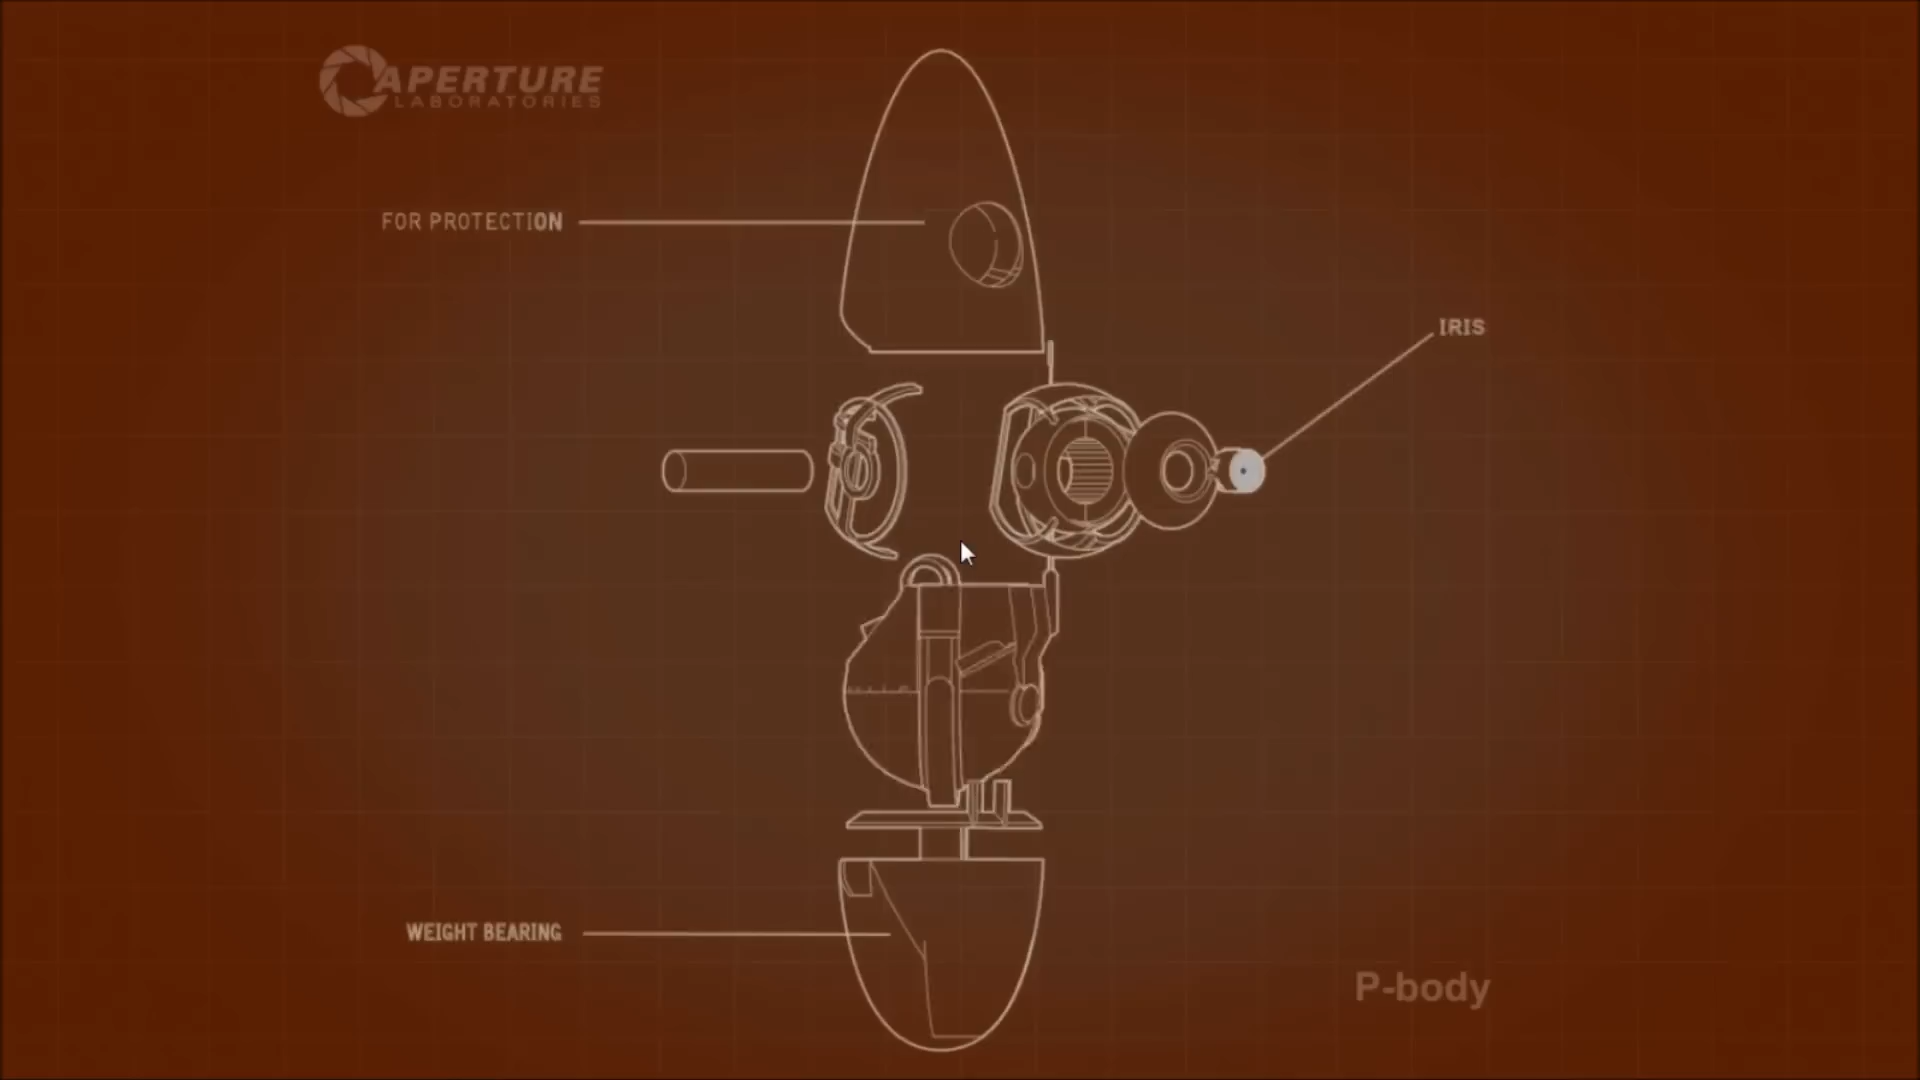 APERTURE
LABORATORIES
FOR PROTECTION
IRIS
WEIGHT BEARING
P-body